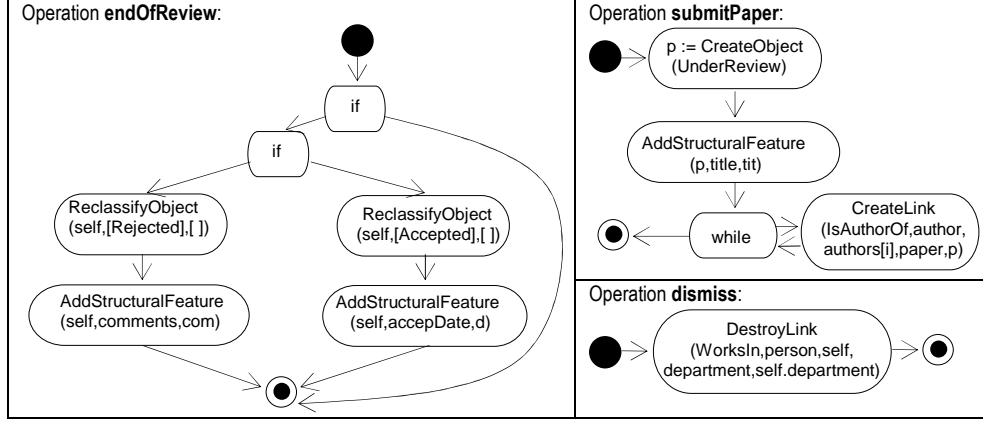 Operation endOfReview:
if
if
ReclassifyObject
(self,[Rejected],[ ])
ReclassifyObject
(self,[Accepted],[ ])
AddStructuralFeature
(self,comments,com)
AddStructuralFeature
(self,accepDate,d)
Operation submitPaper:
p := CreateObject
(UnderReview)
AddStructuralFeature
(p,title,tit)
while
CreateLink
(IsAuthorOf,author,
authors[i],paper,p)
Operation dismiss:
DestroyLink
(WorksIn,person,self,
department,self.department)